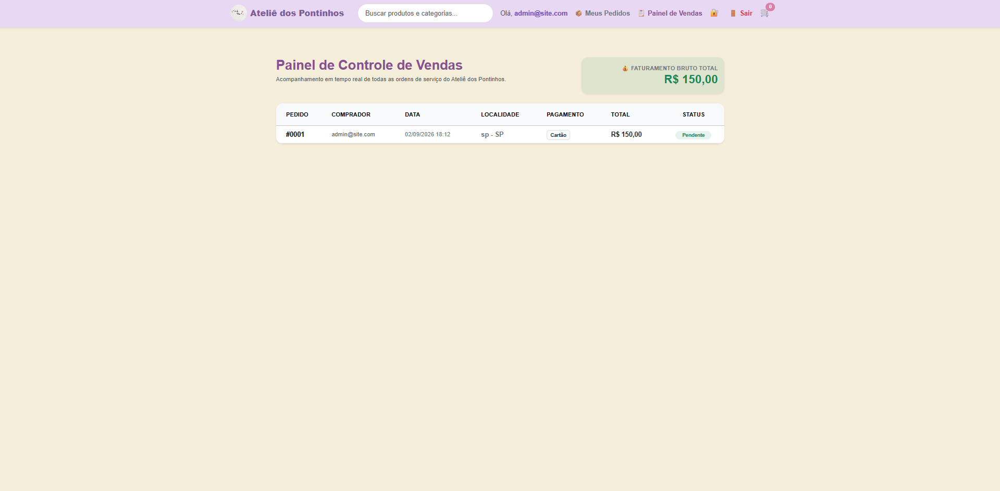 Ateliê dos Pontinhos
Buscar produtos e categorias...
Olá, admin@site.com
Meus Pedidos
Painel de Vendas
Sair
0
Painel de Controle de Vendas
Acompanhamento em tempo real de todas as ordens de serviço do Ateliê dos Pontinhos.
FATURAMENTO BRUTO TOTAL
R$ 150,00
PEDIDO COMPRADOR DATA LOCALIDADE PAGAMENTO TOTAL STATUS
#0001 admin@site.com 02/09/2026 18:12 sp - SP Cartão R$ 150,00 Pendente